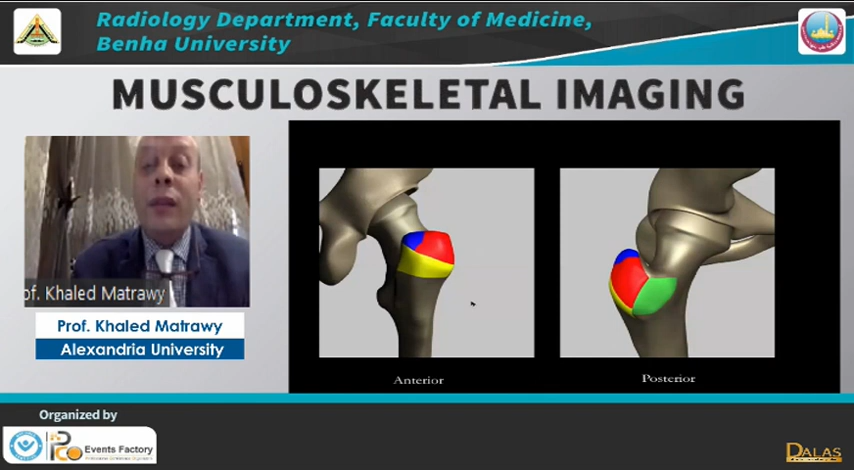 Radiology Department, Faculty of Medicine,
Benha University
MUSCULOSKELETAL IMAGING
of. Khaled Matrawy
Prof. Khaled Matrawy
Alexandria University
Anterior
Posterior
Organized by
Events Factory
DALAS